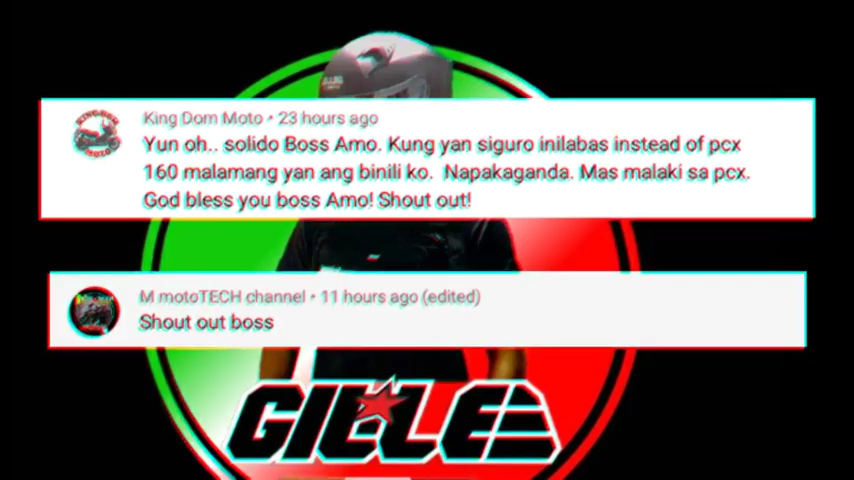 King Dom Moto • 23 hours ago
Yun oh.. solido Boss Amo. Kung yan siguro inilabas instead of pcx
160 malamang yan ang binili ko. Napakaganda. Mas malaki sa pcx.
God bless you boss Amo! Shout out!
M motoTECH channel • 11 hours ago (edited)
Shout out boss
GILLE